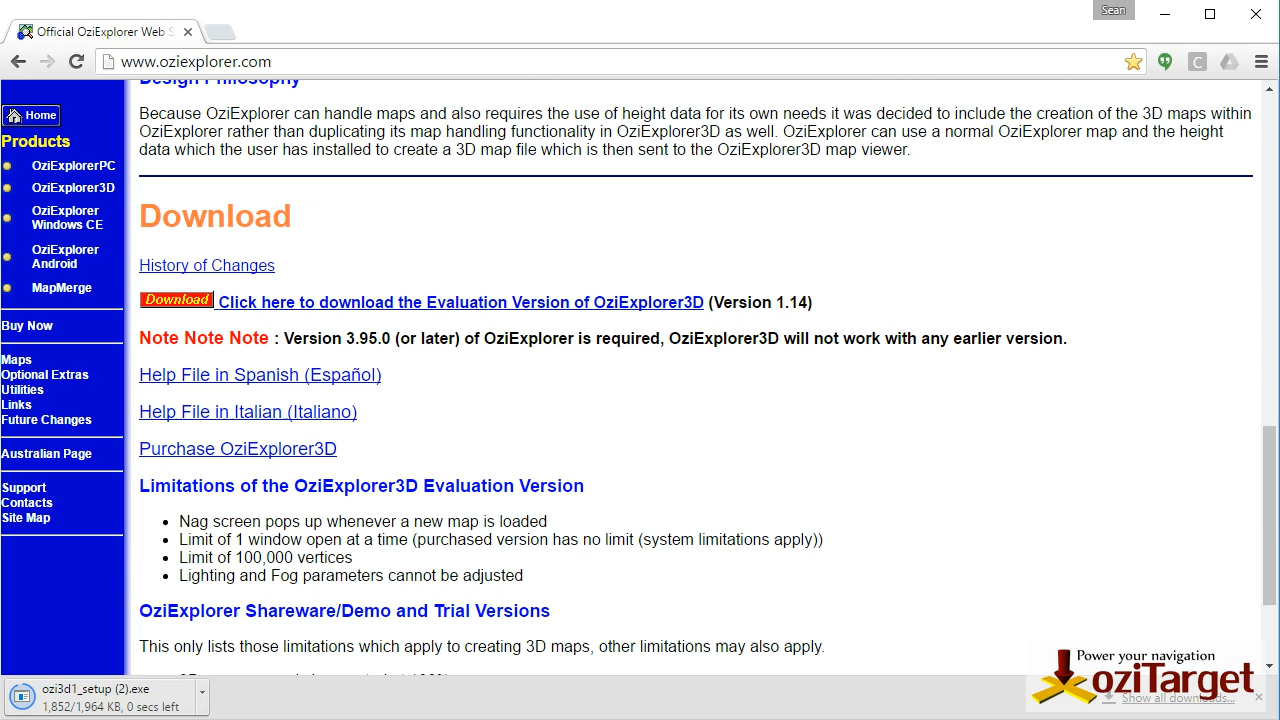 Sean
Official OziExplorer Web S
www.oziexplorer.com
Design Philosophy
Because OziExplorer can handle maps and also requires the use of height data for its own needs it was decided to include the creation of the 3D maps within
OziExplorer rather than duplicating its map handling functionality in OziExplorer3D as well. OziExplorer can use a normal OziExplorer map and the height
data which the user has installed to create a 3D map file which is then sent to the OziExplorer3D map viewer.
Home
Products
OziExplorerPC
OziExplorer3D
OziExplorer
Windows CE
OziExplorer
Android
MapMerge
Buy Now
Maps
Optional Extras
Utilities
Links
Future Changes
Australian Page
Support
Contacts
Site Map
Download
History of Changes
Download Click here to download the Evaluation Version of OziExplorer3D (Version 1.14)
Note Note Note : Version 3.95.0 (or later) of OziExplorer is required, OziExplorer3D will not work with any earlier version.
Help File in Spanish (Español)
Help File in Italian (Italiano)
Purchase OziExplorer3D
Limitations of the OziExplorer3D Evaluation Version
• Nag screen pops up whenever a new map is loaded
• Limit of 1 window open at a time (purchased version has no limit (system limitations apply))
• Limit of 100,000 vertices
• Lighting and Fog parameters cannot be adjusted
OziExplorer Shareware/Demo and Trial Versions
This only lists those limitations which apply to creating 3D maps, other limitations may also apply.
Power your navigation
oziTarget
ozi3d1_setup (2).exe
1,852/1,964 KB, 0 secs left
Show all downloads...